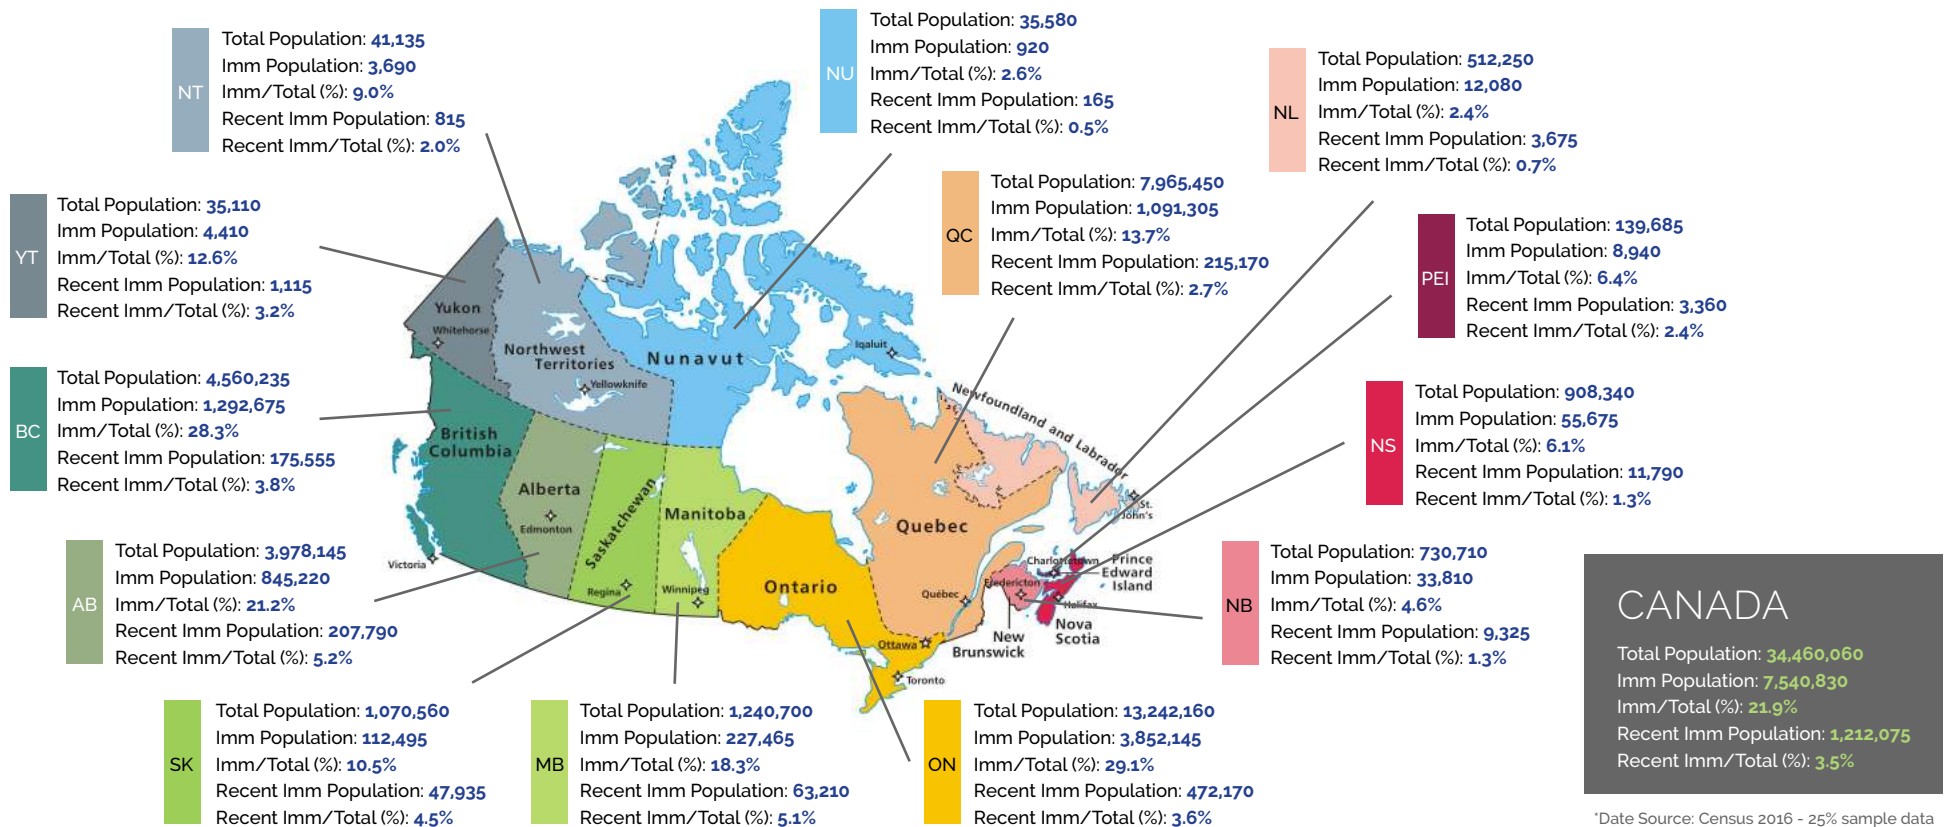 NT
Total Population: 41,135
Imm Population: 3,690
Imm/Total (%): 9.0%
Recent Imm Population: 815
Recent Imm/Total (%): 2.0%
NU
Total Population: 35,580
Imm Population: 920
Imm/Total (%): 2.6%
Recent Imm Population: 165
Recent Imm/Total (%): 0.5%
NL
Total Population: 512,250
Imm Population: 12,080
Imm/Total (%): 2.4%
Recent Imm Population: 3,675
Recent Imm/Total (%): 0.7%
YT
Total Population: 35,110
Imm Population: 4,410
Imm/Total (%): 12.6%
Recent Imm Population: 1,115
Recent Imm/Total (%): 3.2%
QC
Total Population: 7,965,450
Imm Population: 1,091,305
Imm/Total (%): 13.7%
Recent Imm Population: 215,170
Recent Imm/Total (%): 2.7%
PEI
Total Population: 139,685
Imm Population: 8,940
Imm/Total (%): 6.4%
Recent Imm Population: 3,360
Recent Imm/Total (%): 2.4%
BC
Total Population: 4,560,235
Imm Population: 1,292,675
Imm/Total (%): 28.3%
Recent Imm Population: 175,555
Recent Imm/Total (%): 3.8%
NS
Total Population: 908,340
Imm Population: 55,675
Imm/Total (%): 6.1%
Recent Imm Population: 11,790
Recent Imm/Total (%): 1.3%
Yukon
Whitehorse
Northwest
Territories
Yellowknife
Nunavut
Iqaluit
Newfoundland and Labrador
St.
John's
British
Columbia
Victoria
Alberta
Edmonton
Saskatchewan
Regina
Manitoba
Winnipeg
Ontario
Ottawa
Toronto
Quebec
Québec
Charlottetown
Prince
Edward
Island
Fredericton
Halifax
Nova
Scotia
New
Brunswick
AB
Total Population: 3,978,145
Imm Population: 845,220
Imm/Total (%): 21.2%
Recent Imm Population: 207,790
Recent Imm/Total (%): 5.2%
NB
Total Population: 730,710
Imm Population: 33,810
Imm/Total (%): 4.6%
Recent Imm Population: 9,325
Recent Imm/Total (%): 1.3%
SK
Total Population: 1,070,560
Imm Population: 112,495
Imm/Total (%): 10.5%
Recent Imm Population: 47,935
Recent Imm/Total (%): 4.5%
MB
Total Population: 1,240,700
Imm Population: 227,465
Imm/Total (%): 18.3%
Recent Imm Population: 63,210
Recent Imm/Total (%): 5.1%
ON
Total Population: 13,242,160
Imm Population: 3,852,145
Imm/Total (%): 29.1%
Recent Imm Population: 472,170
Recent Imm/Total (%): 3.6%
CANADA
Total Population: 34,460,060
Imm Population: 7,540,830
Imm/Total (%): 21.9%
Recent Imm Population: 1,212,075
Recent Imm/Total (%): 3.5%
*Date Source: Census 2016 - 25% sample data